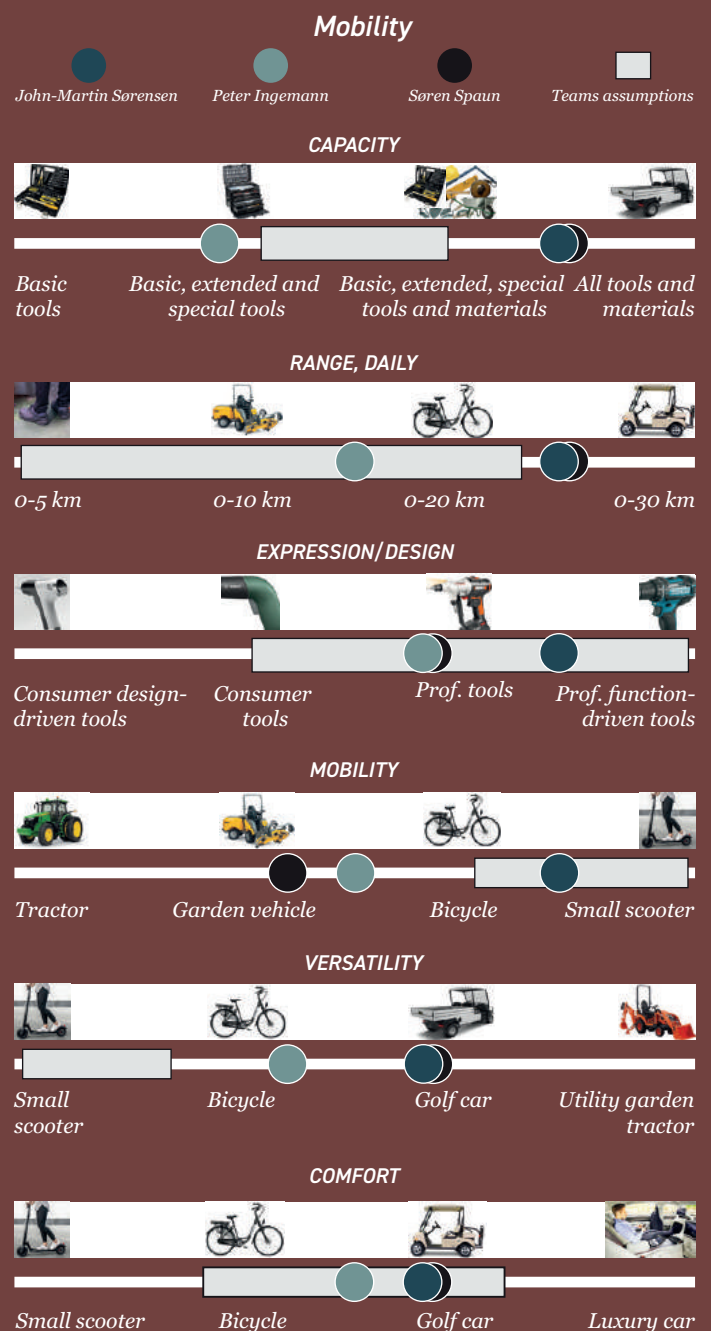 Mobility
John-Martin Sørensen Peter Ingemann Søren Spaun Teams assumptions
CAPACITY
Basic Basic, extended and Basic, extended, special All tools and
tools special tools tools and materials materials
RANGE, DAILY
0-5 km 0-10 km 0-20 km 0-30 km
EXPRESSION/DESIGN
Consumer design- Consumer Prof. tools Prof. function-
driven tools tools driven tools
MOBILITY
Tractor Garden vehicle Bicycle Small scooter
VERSATILITY
Small Bicycle Golf car Utility garden
scooter tractor
COMFORT
Small scooter Bicycle Golf car Luxury car